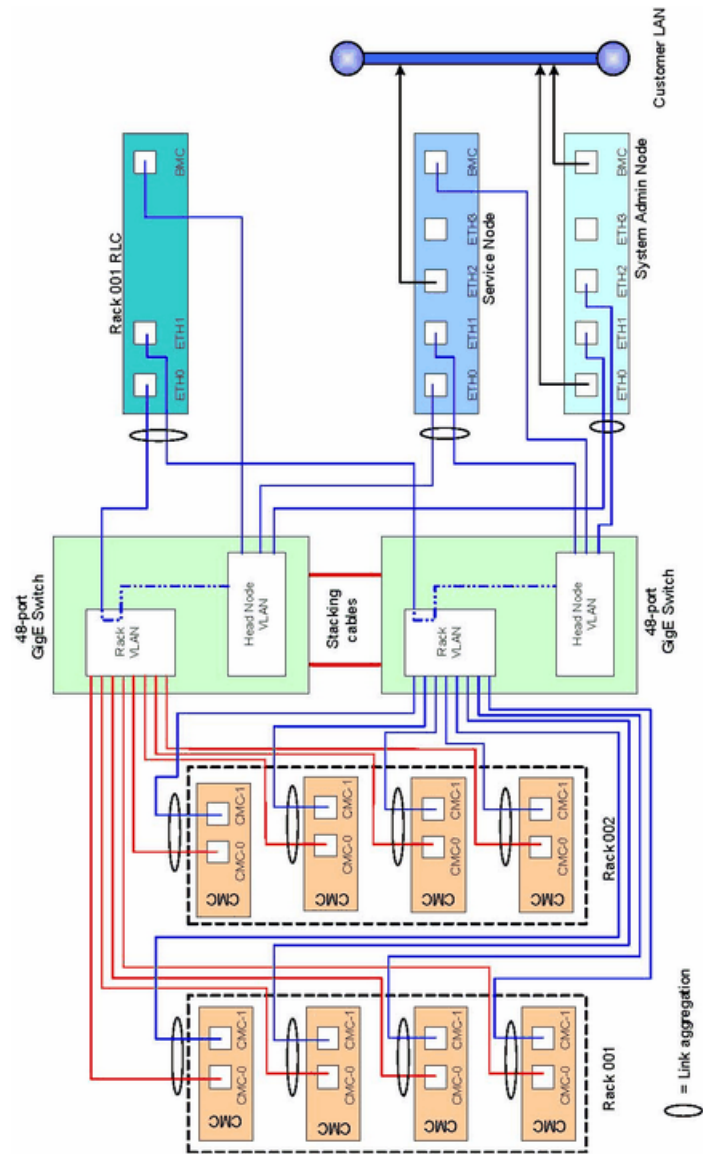 48-port
GigE Switch
Rack
VLAN
Head Node
VLAN
Stacking
cables
Rack
VLAN
Head Node
VLAN
48-port
GigE Switch
Rack 001 RLC
ETH0
ETH1
BMC
Service Node
ETH0
ETH1
ETH2
ETH3
BMC
System Admin Node
ETH0
ETH1
ETH2
ETH3
BMC
Customer LAN
CMC
CMC-0
CMC-1
CMC
CMC-0
CMC-1
CMC
CMC-0
CMC-1
CMC
CMC-0
CMC-1
Rack 002
CMC
CMC-0
CMC-1
CMC
CMC-0
CMC-1
CMC
CMC-0
CMC-1
CMC
CMC-0
CMC-1
Rack 001
= Link aggregation